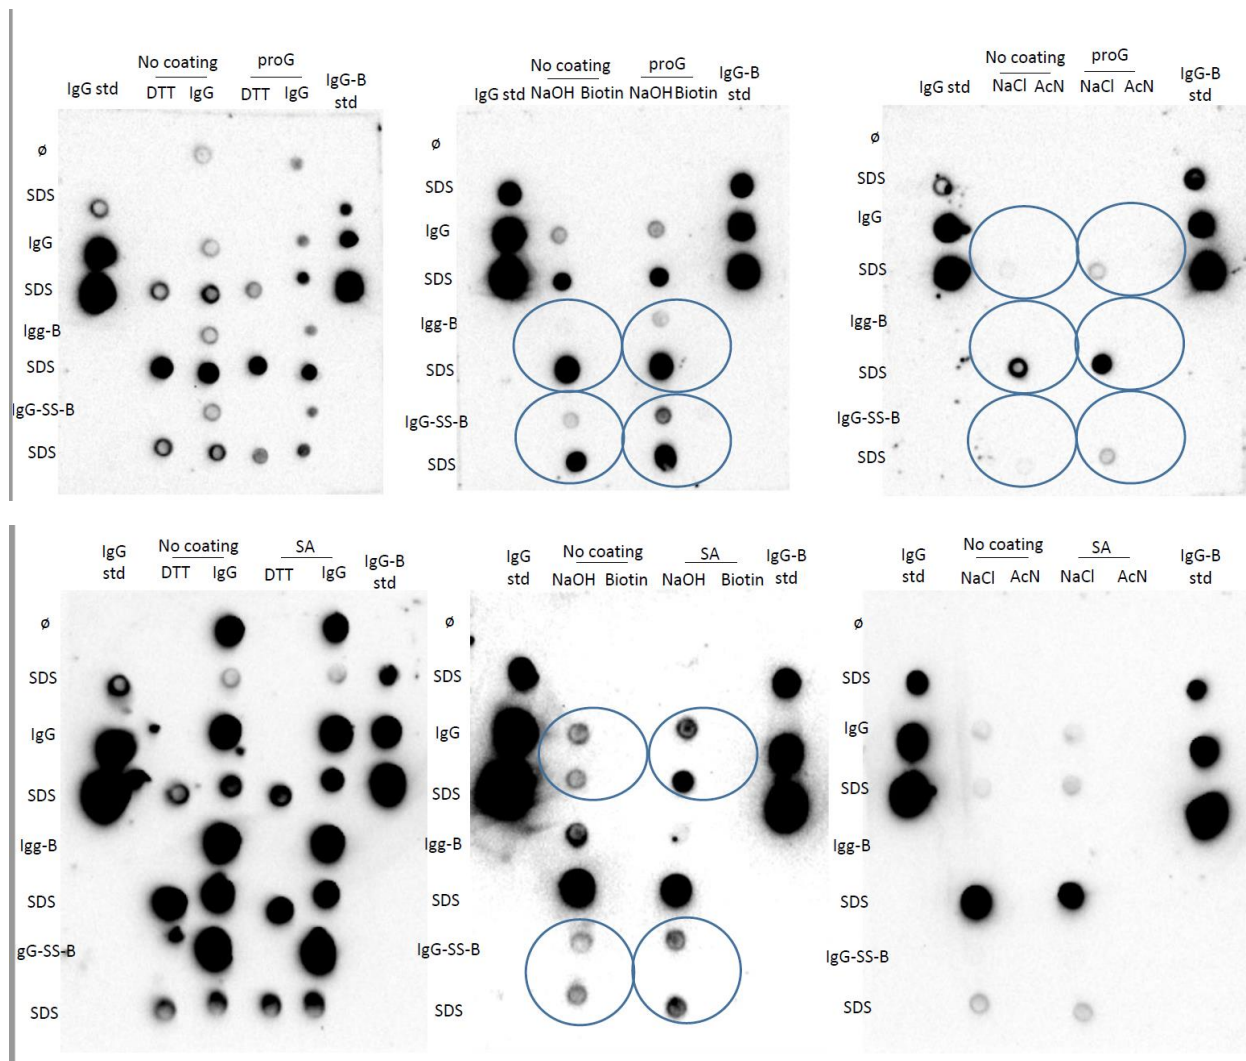 No coating proG
IgG std DTT IgG DTT IgG IgG-B std
ø
SDS
IgG
SDS
Igg-B
SDS
IgG-SS-B
SDS
No coating proG
IgG std NaOH Biotin NaOH Biotin IgG-B std
ø
SDS
IgG
SDS
Igg-B
SDS
IgG-SS-B
SDS
No coating proG
IgG std NaCl AcN NaCl AcN IgG-B std
ø
SDS
IgG
SDS
Igg-B
SDS
IgG-SS-B
SDS
No coating SA
IgG std DTT IgG DTT IgG IgG-B std
ø
SDS
IgG
SDS
Igg-B
SDS
gG-SS-B
SDS
No coating SA
IgG std NaOH Biotin NaOH Biotin IgG-B std
ø
SDS
IgG
SDS
Igg-B
SDS
IgG-SS-B
SDS
No coating SA
IgG std NaCl AcN NaCl AcN IgG-B std
ø
SDS
IgG
SDS
Igg-B
SDS
IgG-SS-B
SDS